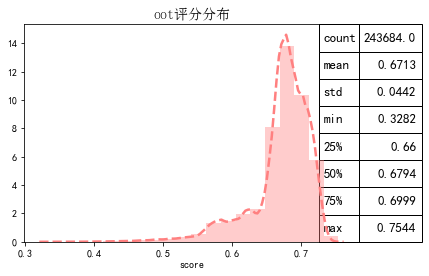 oot评分分布
14
12
10
8
6
4
2
0
0.3 0.4 0.5 0.6 0.7
score
count 243684.0
mean 0.6713
std 0.0442
min 0.3282
25% 0.66
50% 0.6794
75% 0.6999
max 0.7544